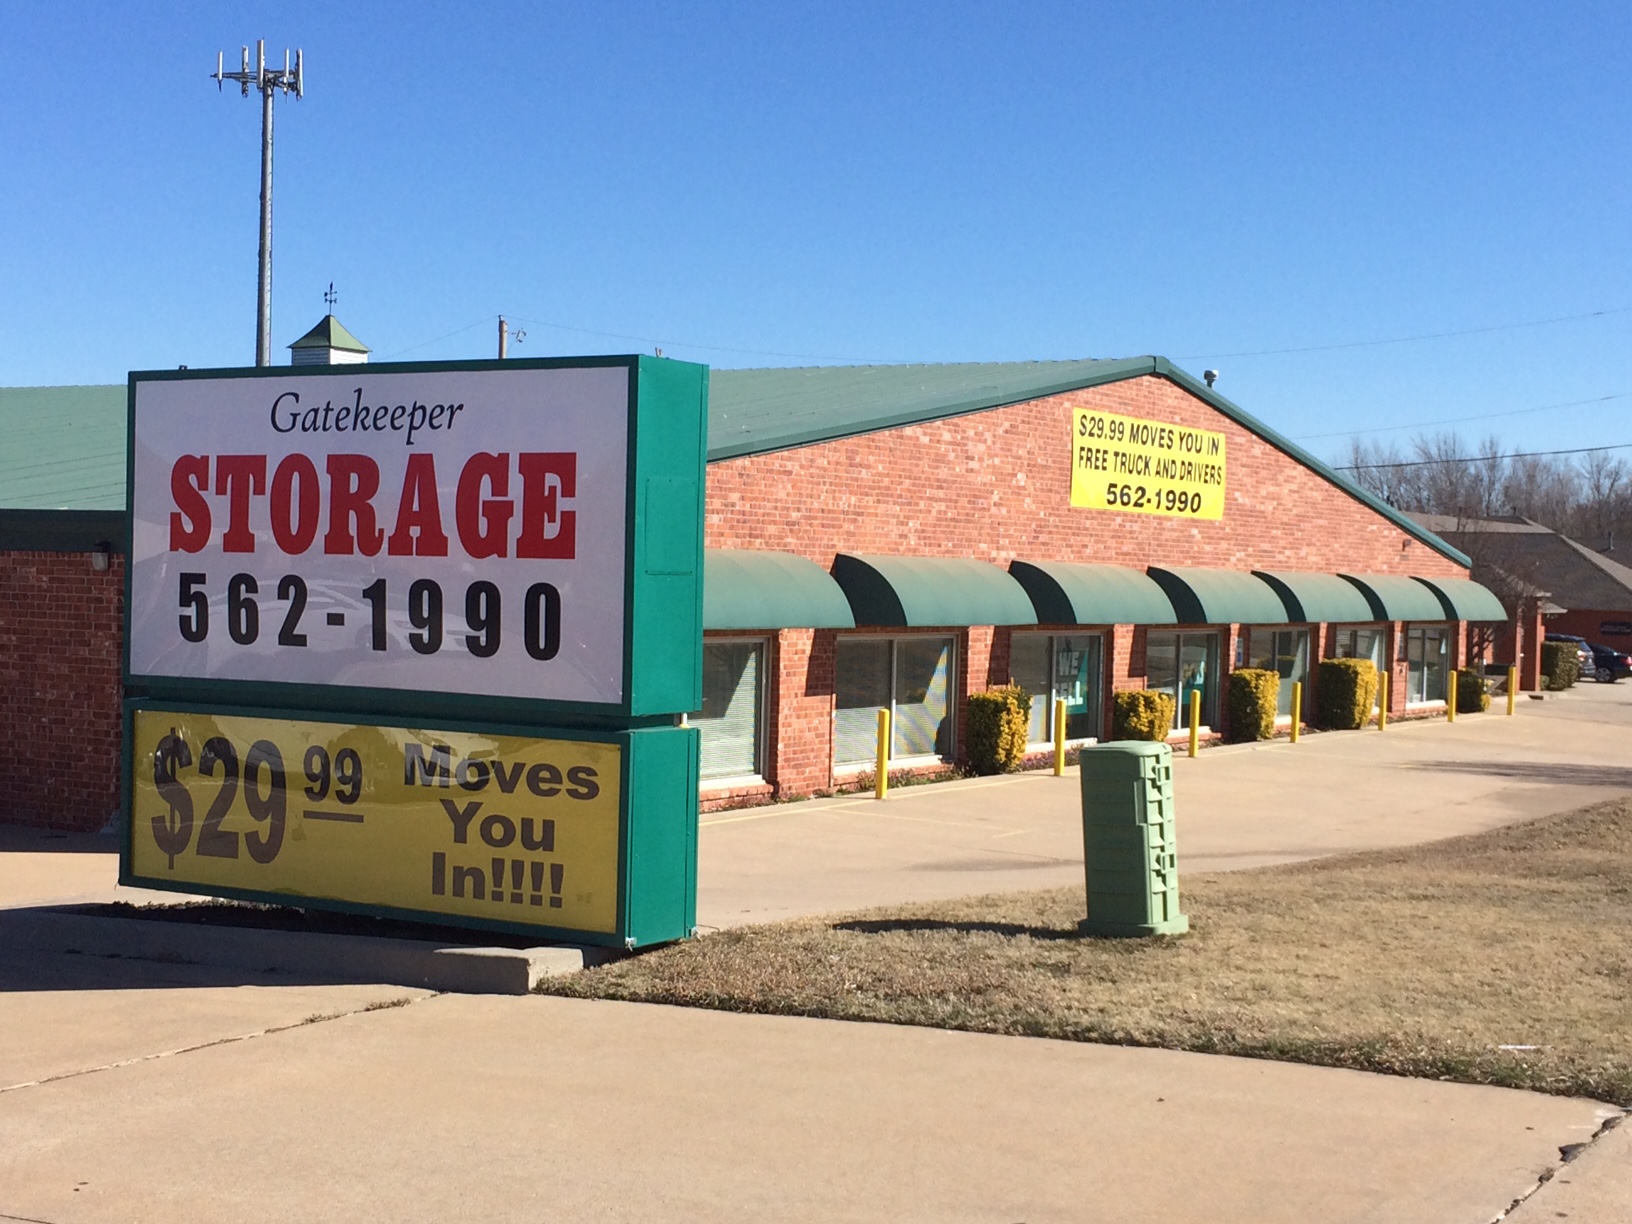 Gatekeeper
STORAGE
562-1990
$29 99
Moves
You
In!!!!
$29.99 MOVES YOU IN
FREE TRUCK AND DRIVERS
562-1990
WE